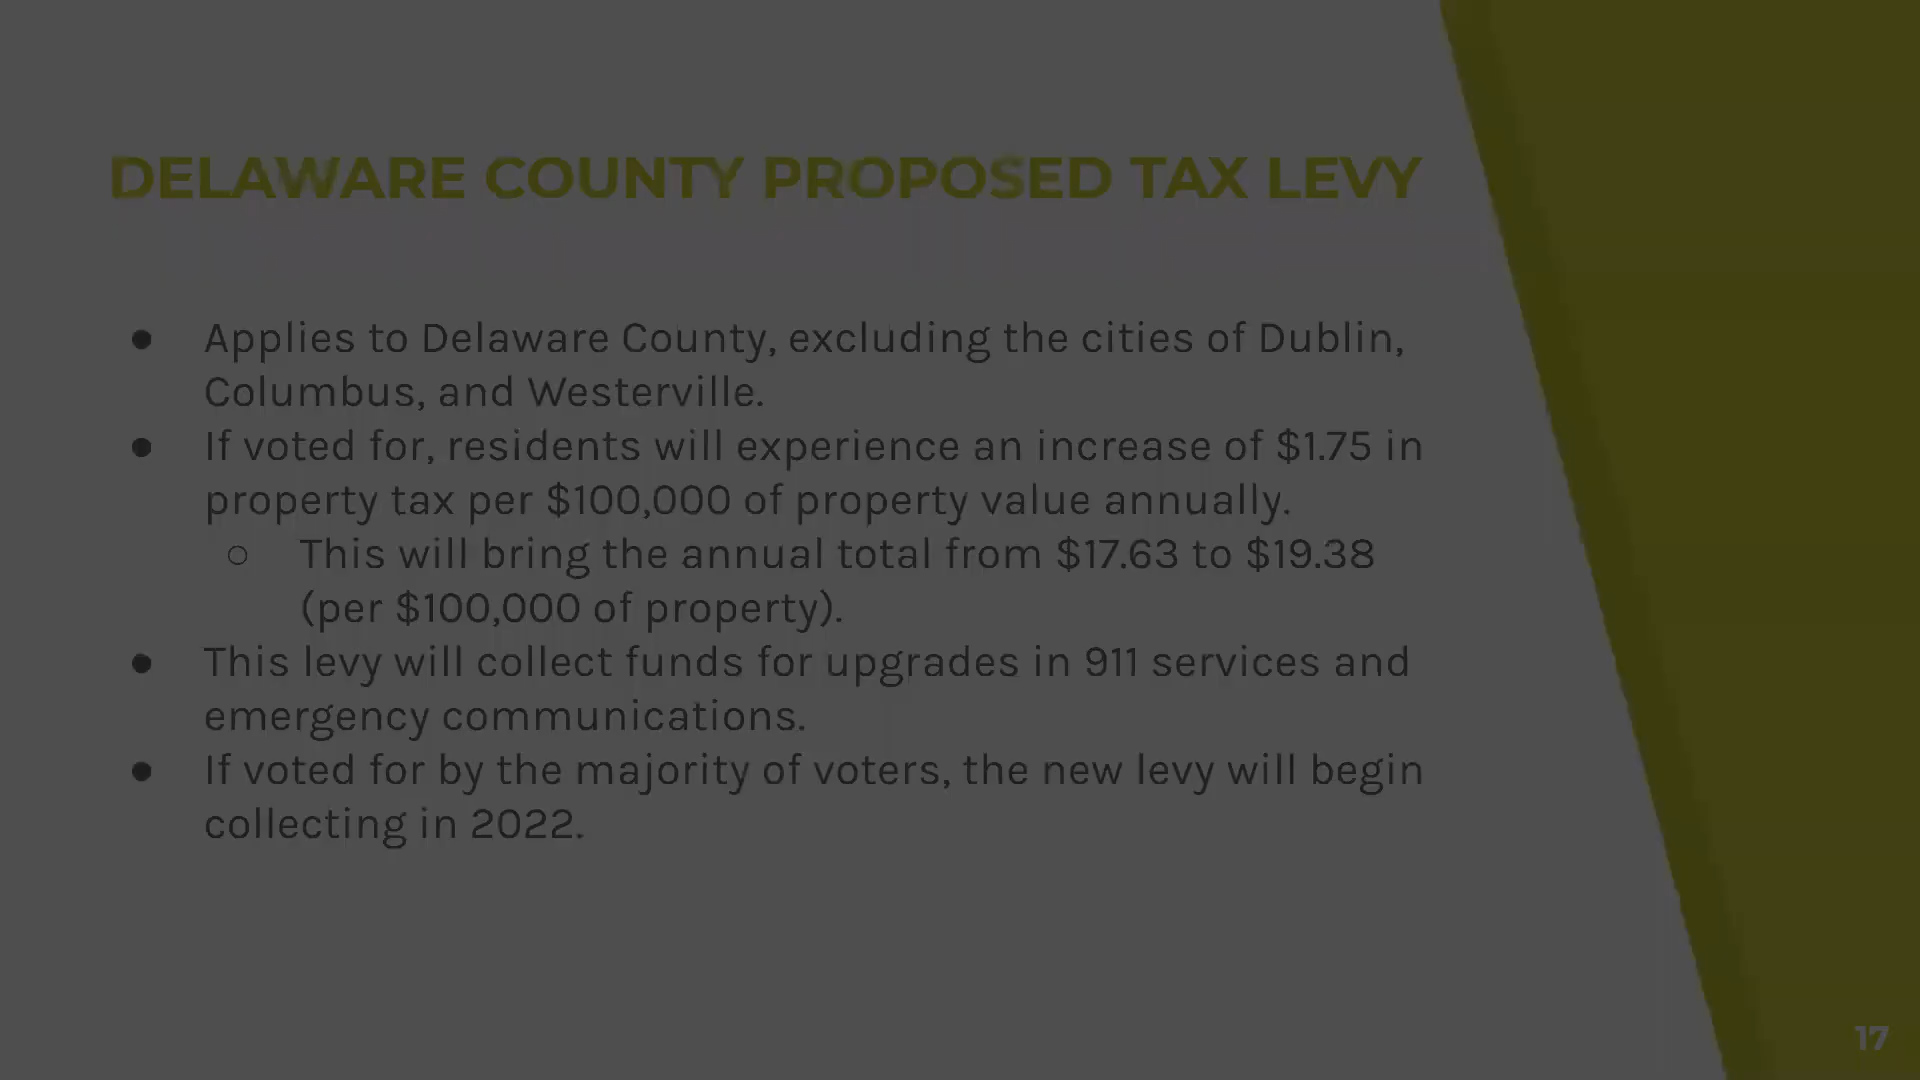 DELAWARE COUNTY PROPOSED TAX LEVY
● Applies to Delaware County, excluding the cities of Dublin,
Columbus, and Westerville.
● If voted for, residents will experience an increase of $1.75 in
property tax per $100,000 of property value annually.
○ This will bring the annual total from $17.63 to $19.38
(per $100,000 of property).
● This levy will collect funds for upgrades in 911 services and
emergency communications.
● If voted for by the majority of voters, the new levy will begin
collecting in 2022.
17